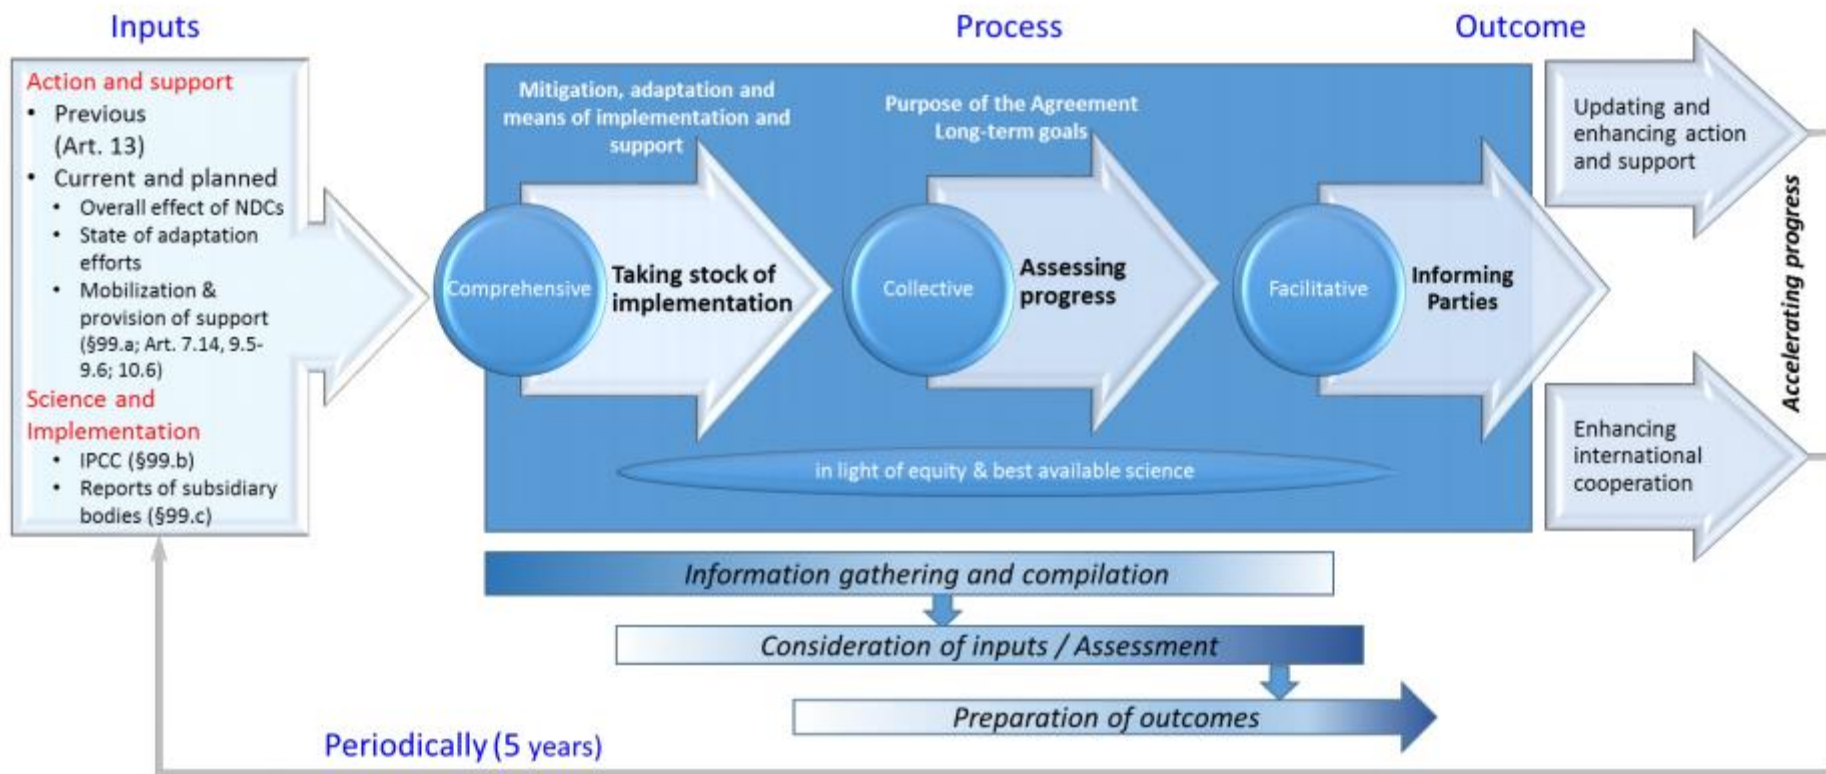 Inputs
Process
Outcome
Action and support
• Previous
(Art. 13)
• Current and planned
• Overall effect of NDCs
• State of adaptation
efforts
• Mobilization &
provision of support
(§99.a; Art. 7.14, 9.5-
9.6; 10.6)
Science and
Implementation
• IPCC (§99.b)
• Reports of subsidiary
bodies (§99.c)
Mitigation, adaptation and
means of implementation and
support
Comprehensive
Taking stock of
implementation
Purpose of the Agreement
Long-term goals
Collective
Assessing
progress
Facilitative
Informing
Parties
in light of equity & best available science
Updating and
enhancing action
and support
Enhancing
international
cooperation
Accelerating progress
Information gathering and compilation
Consideration of inputs / Assessment
Preparation of outcomes
Periodically (5 years)